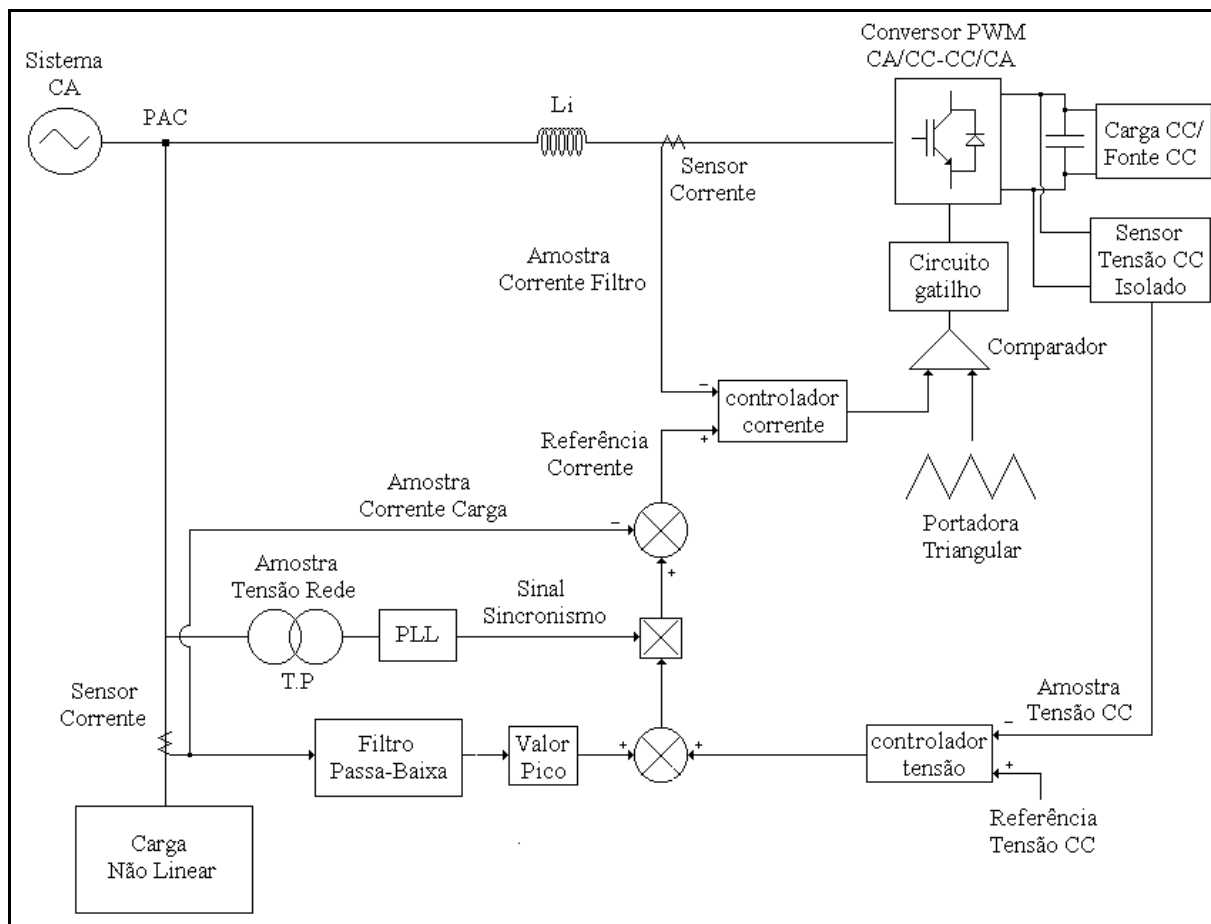 Sistema
CA
PAC
Li
Conversor PWM
CA/CC-CC/CA
Carga CC/
Fonte CC
Sensor
Corrente
Sensor
Tensão CC
Isolado
Amostra
Corrente Filtro
Circuito
gatilho
Comparador
-
controlador
corrente
+
Referência
Corrente
Portadora
Triangular
Amostra
Corrente Carga
-
+
Amostra
Tensão Rede
PLL
Sinal
Sincronismo
T.P
Sensor
Corrente
Filtro
Passa-Baixa
Valor
Pico
+
+
controlador
tensão
Amostra
Tensão CC
-
+
Referência
Tensão CC
Carga
Não Linear